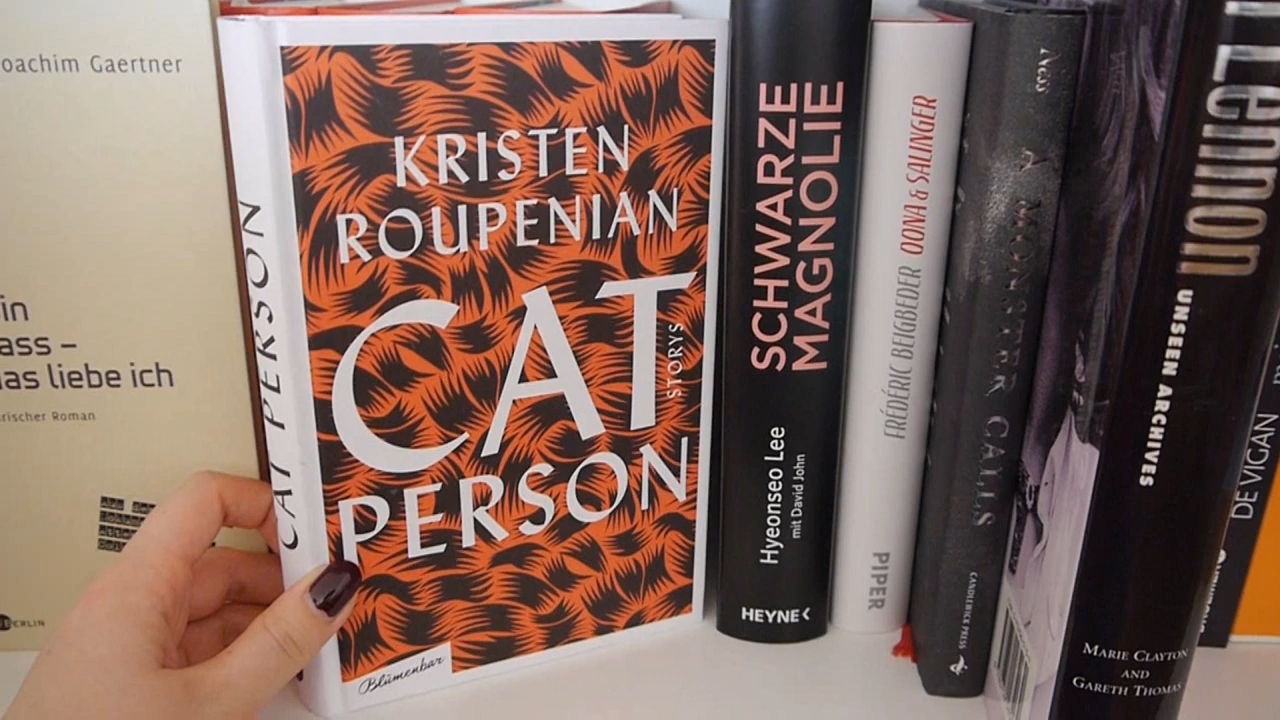 oachim Gaertner
in
ass –
das liebe ich
rischer Roman
BERLIN
CAT PERSON
KRISTEN
ROUPENIAN
CAT
STORYS
PERSON
Blumenbar
SCHWARZE
MAGNOLIE
Hyeonseo Lee
mit David John
HEYNE
FRÉDÉRIC BEIGBEDER OONA & SALINGER
PIPER
Ness
A MONSTER CALLS
CANDLEWICK PRESS
Lennon
UNSEEN ARCHIVES
MARIE CLAYTON
AND
GARETH THOMAS
DE VIGAN